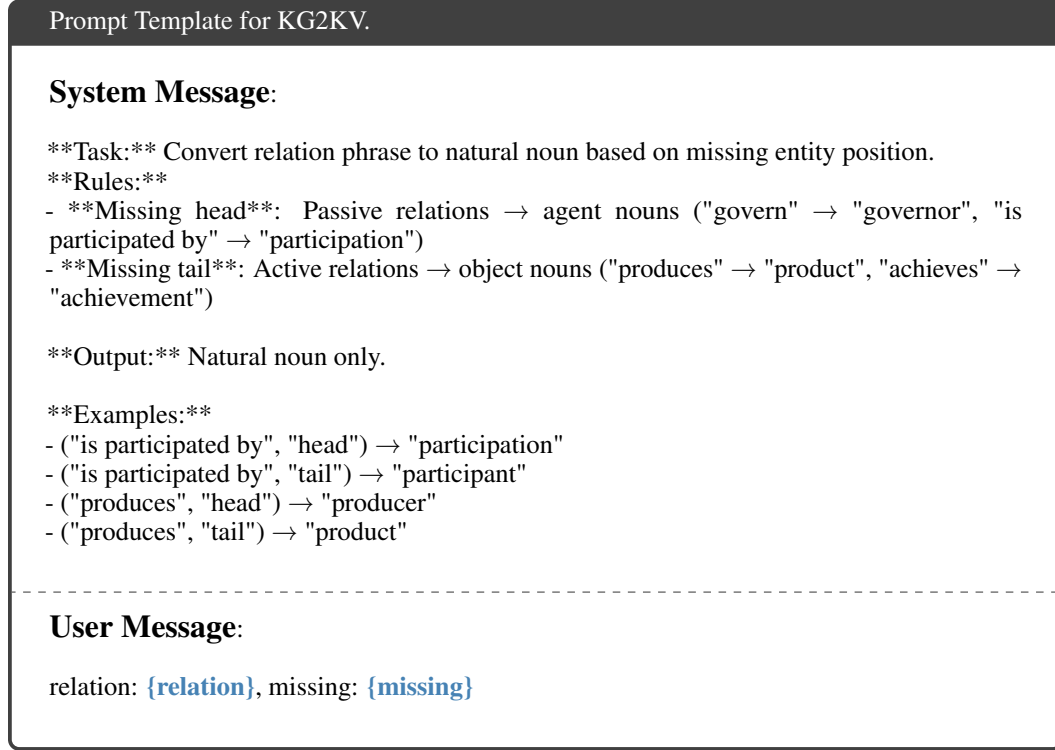 Prompt Template for KG2KV.
System Message:
**Task:** Convert relation phrase to natural noun based on missing entity position.
**Rules:**
- **Missing head**: Passive relations → agent nouns ("govern" → "governor", "is
participated by" → "participation")
- **Missing tail**: Active relations → object nouns ("produces" → "product", "achieves" →
"achievement")
**Output:** Natural noun only.
**Examples:**
- ("is participated by", "head") → "participation"
- ("is participated by", "tail") → "participant"
- ("produces", "head") → "producer"
- ("produces", "tail") → "product"
User Message:
relation: {relation}, missing: {missing}